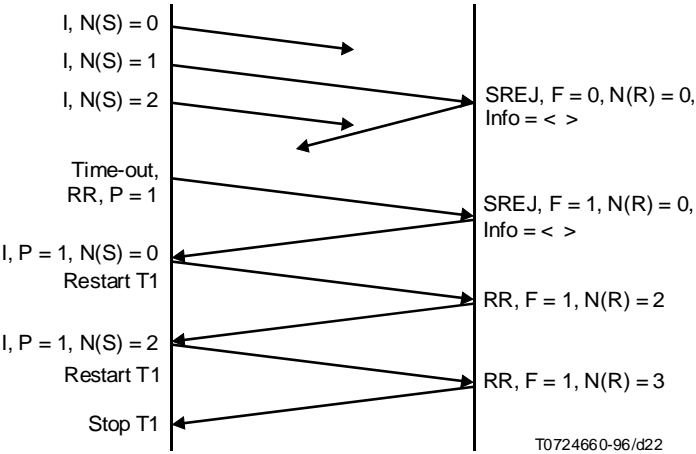 I, N(S) = 0
I, N(S) = 1
I, N(S) = 2
SREJ, F = 0, N(R) = 0,
Info = < >
Time-out,
RR, P = 1
SREJ, F = 1, N(R) = 0,
Info = < >
I, P = 1, N(S) = 0
Restart T1
RR, F = 1, N(R) = 2
I, P = 1, N(S) = 2
Restart T1
RR, F = 1, N(R) = 3
Stop T1
T0724660-96/d22